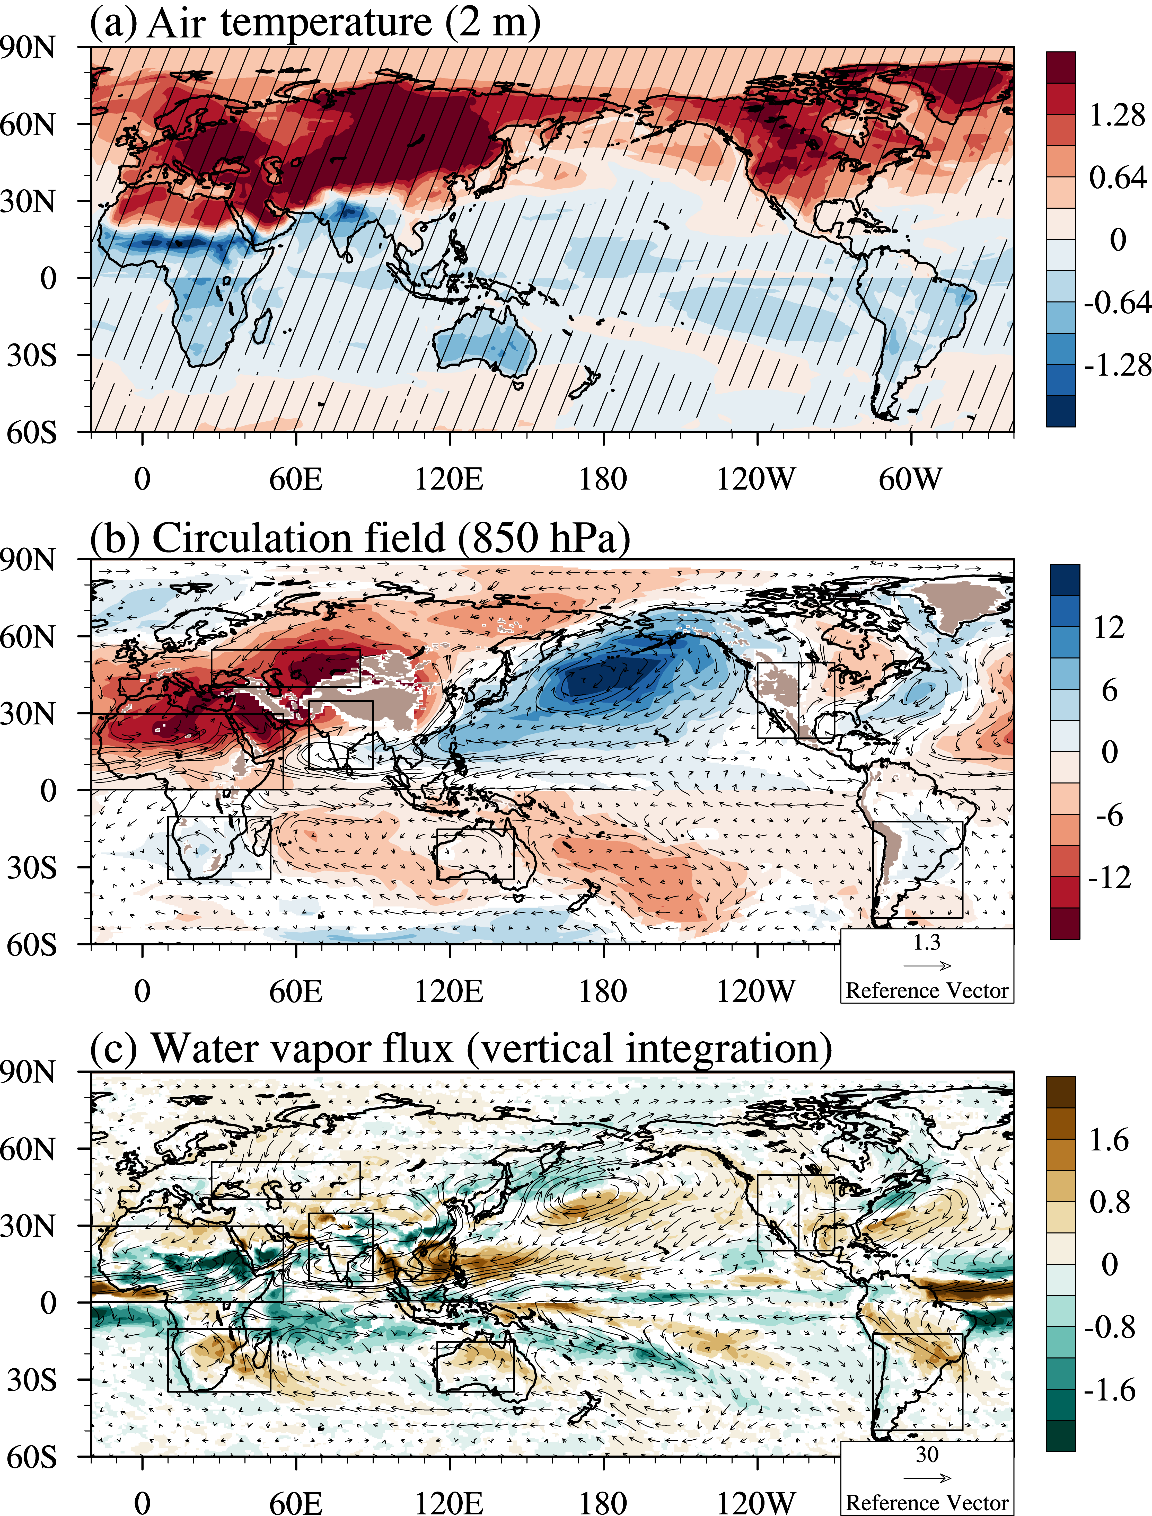 (a) Air temperature (2 m)
90N
60N
30N
0
30S
60S
0 60E 120E 180 120W 60W
1.28
0.64
0
-0.64
-1.28
(b) Circulation field (850 hPa)
90N
60N
30N
0
30S
60S
0 60E 120E 180 120W
12
6
0
-6
-12
1.3
Reference Vector
(c) Water vapor flux (vertical integration)
90N
60N
30N
0
30S
60S
0 60E 120E 180 120W
1.6
0.8
0
-0.8
-1.6
30
Reference Vector